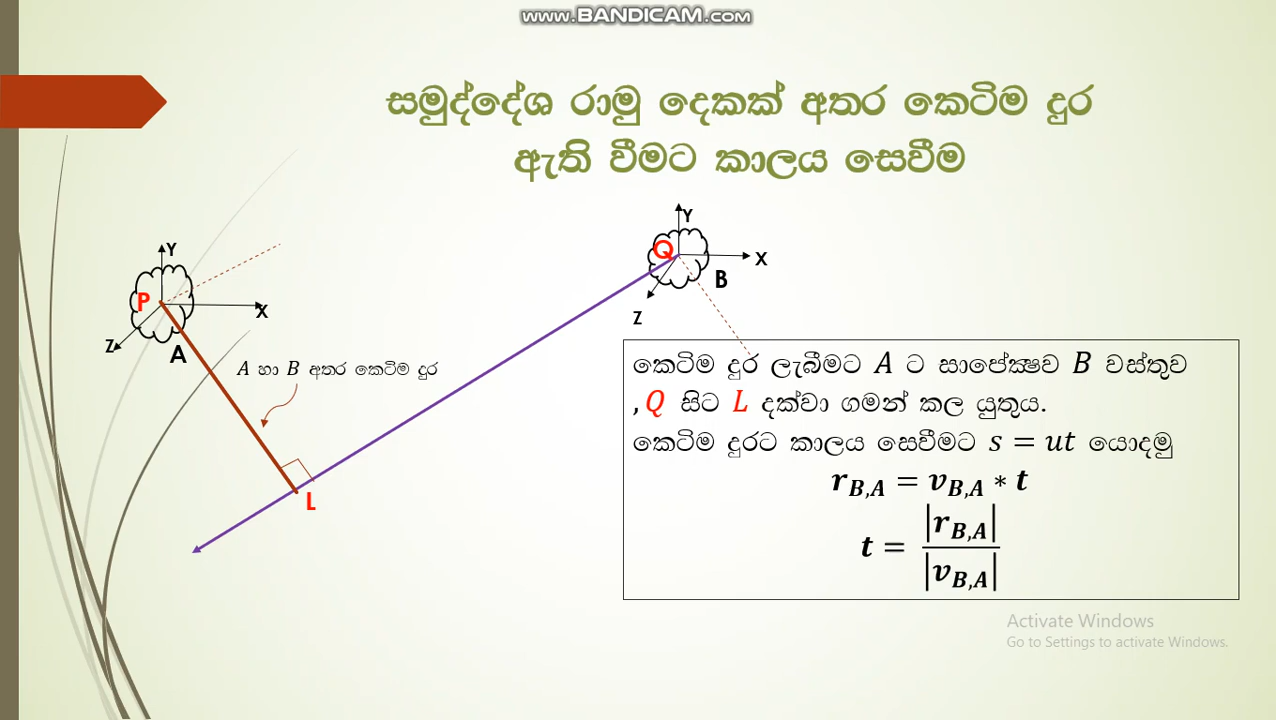 www.BANDICAM.com
සමුද්දේශ රාමු දෙකක් අතර කෙටිම දුර
ඇති වීමට කාලය සෙවීම
Y
Q
X
B
Z
Y
P
X
Z
A
A හා B අතර කෙටිම දුර
L
කෙටිම දුර ලැබීමට A ට සාපේක්ෂව B වස්තුව
,Q සිට L දක්වා ගමන් කල යුතුය.
කෙටිම දුරට කාලය සෙවීමට s = ut යොදමු
r_{B,A} = v_{B,A} * t
t = |r_{B,A}| / |v_{B,A}|
Activate Windows
Go to Settings to activate Windows.